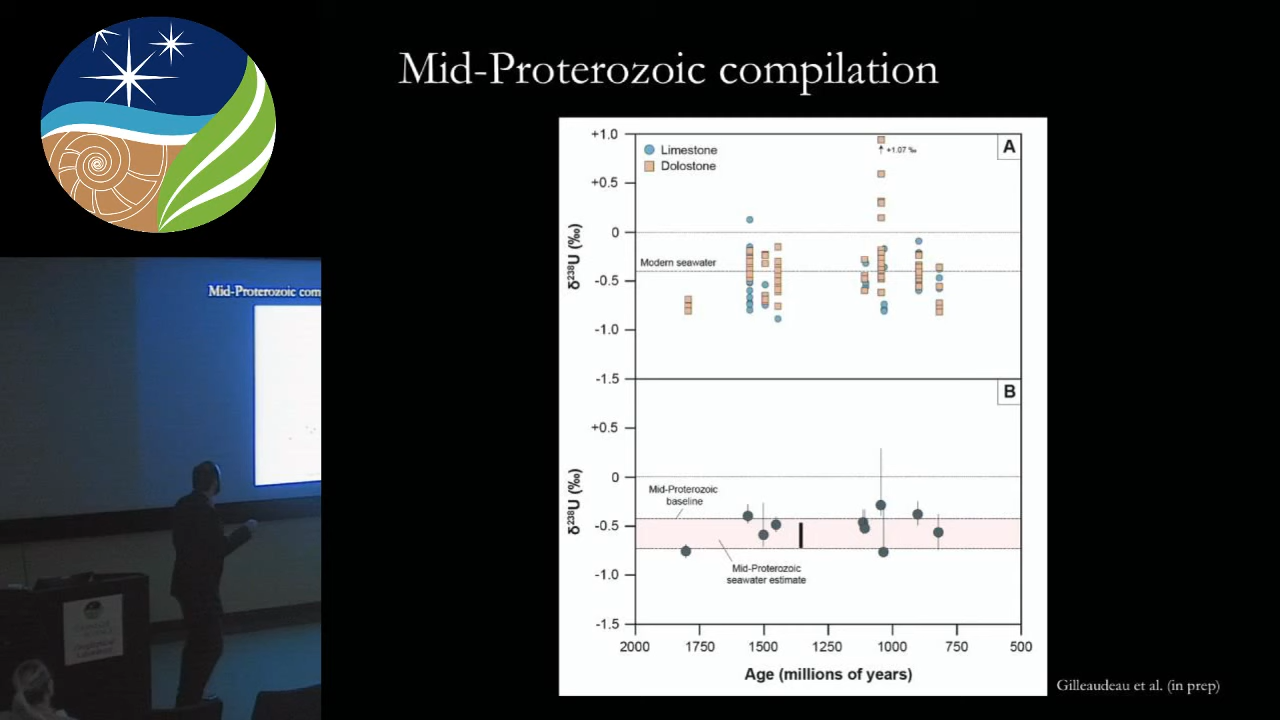 Mid-Proterozoic compilation
+1.0
Limestone
Dolostone
+1.07 ‰
A
+0.5
0
Modern seawater
δ²³⁸U (‰)
-0.5
-1.0
-1.5
B
+0.5
0
Mid-Proterozoic
baseline
δ²³⁸U (‰)
-0.5
Mid-Proterozoic
seawater estimate
-1.0
-1.5
2000 1750 1500 1250 1000 750 500
Age (millions of years)
Gilleaudeau et al. (in prep)
Mid-Proterozoic com